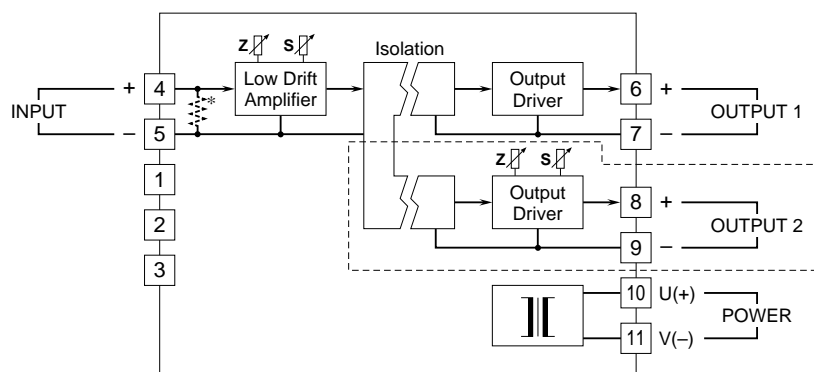 Z S
Isolation
INPUT
+ 4
Low Drift
Amplifier
*
– 5
Output
Driver
6 +
7 –
OUTPUT 1
1
2
3
Z S
Output
Driver
8 +
9 –
OUTPUT 2
10 U(+)
11 V(–)
POWER